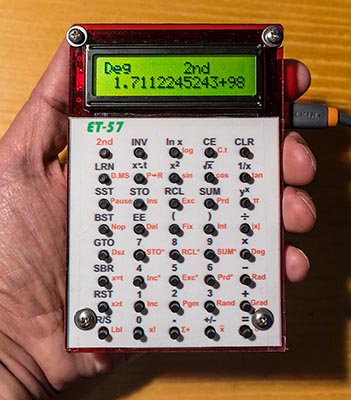 Deg 2nd
1.7112245243+98
ET-57
2nd INV ln x CE CLR
log C.t
LRN x⇄t x² √x 1/x
D.MS P→R sin cos tan
SST STO RCL SUM yˣ
Pause Ins Exc Prd π
BST EE ( ) ÷
Nop Del Fix Int |x|
GTO 7 8 9 x
Dsz STO* RCL* SUM* Deg
SBR 4 5 6 -
x=t Inc* Exc* Prd* Rad
RST 1 2 3 +
x≥t Inc Pgm Rand Grad
R/S 0 . +/- =
Lbl x! Σ+ x̅